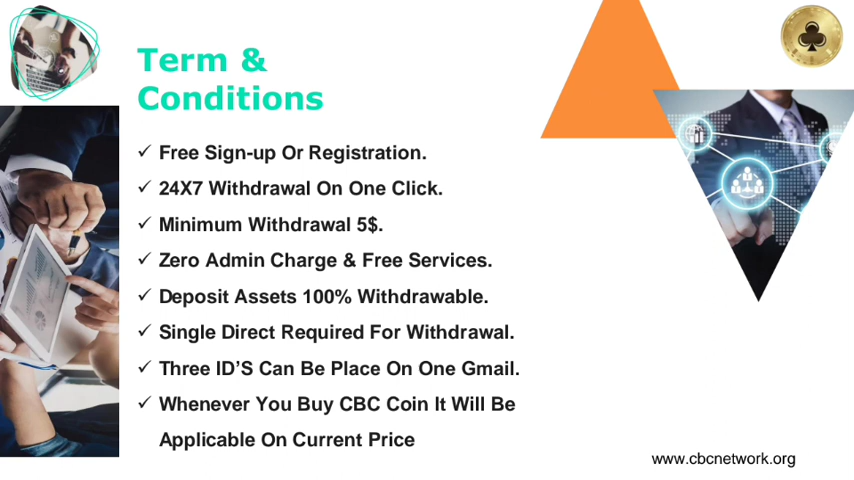 Term &
Conditions
✓ Free Sign-up Or Registration.
✓ 24X7 Withdrawal On One Click.
✓ Minimum Withdrawal 5$.
✓ Zero Admin Charge & Free Services.
✓ Deposit Assets 100% Withdrawable.
✓ Single Direct Required For Withdrawal.
✓ Three ID’S Can Be Place On One Gmail.
✓ Whenever You Buy CBC Coin It Will Be
Applicable On Current Price
www.cbcnetwork.org